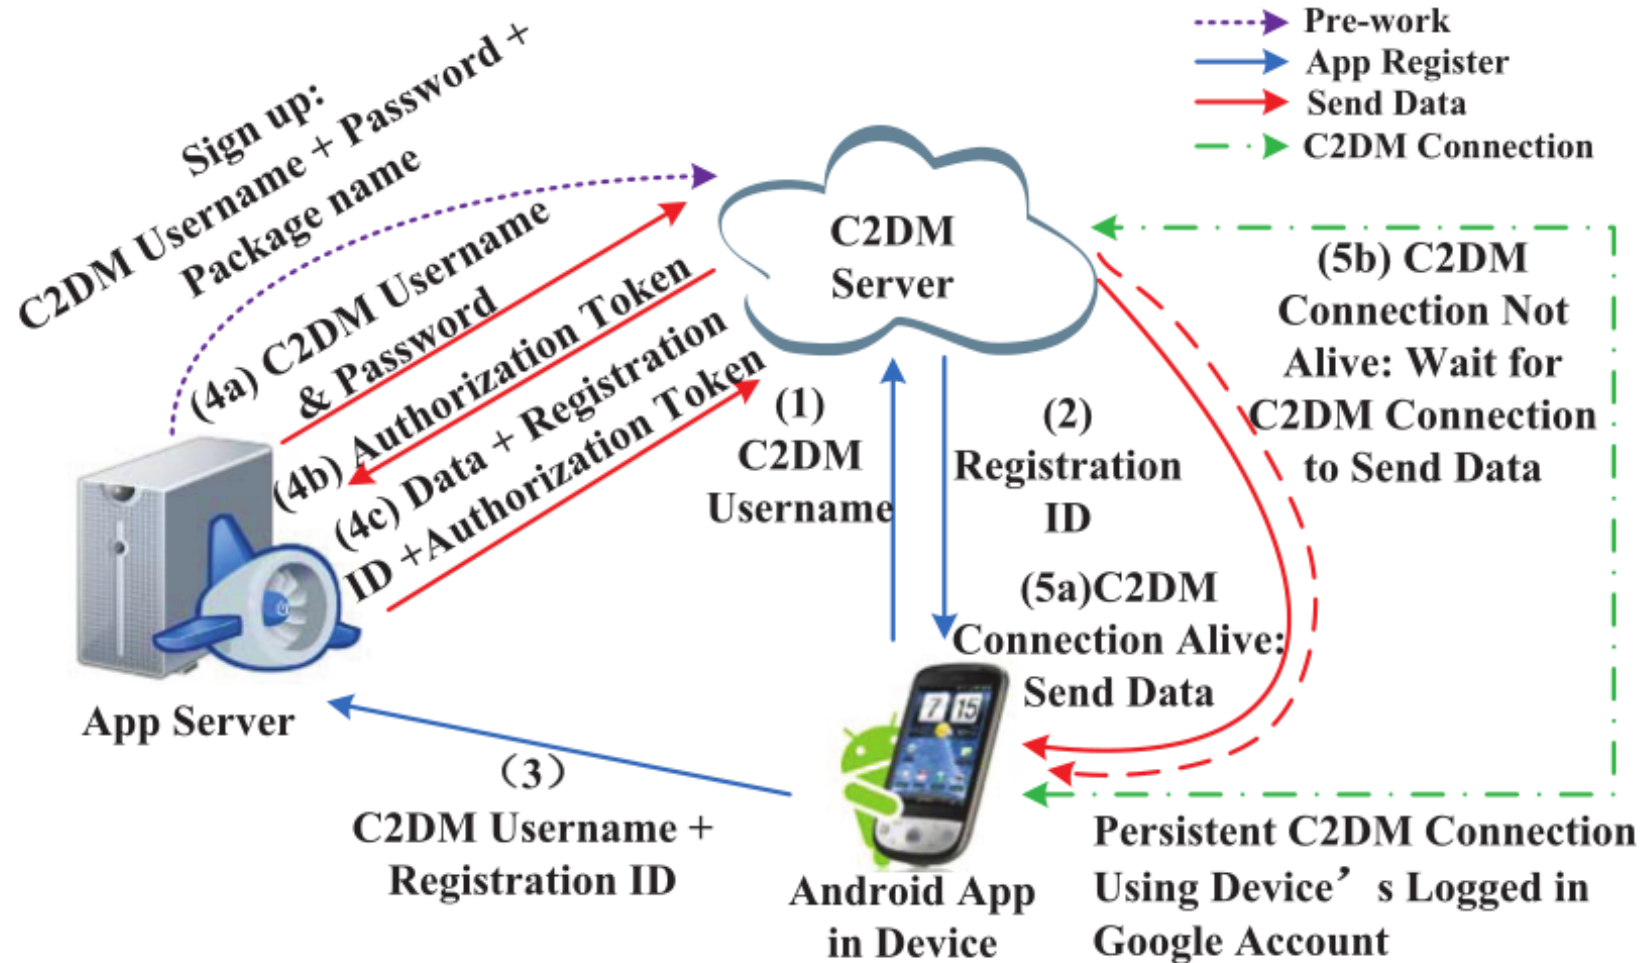 Pre-work
App Register
Send Data
C2DM Connection
Sign up:
C2DM Username + Password +
Package name
(4a) C2DM Username
& Password
(4b) Authorization Token
(4c) Data + Registration
ID +Authorization Token
C2DM
Server
(1)
C2DM
Username
(2)
Registration
ID
(5b) C2DM
Connection Not
Alive: Wait for
C2DM Connection
to Send Data
(5a)C2DM
Connection Alive:
Send Data
App Server
(3)
C2DM Username +
Registration ID
7 15
Android App
in Device
Persistent C2DM Connection
Using Device’s Logged in
Google Account